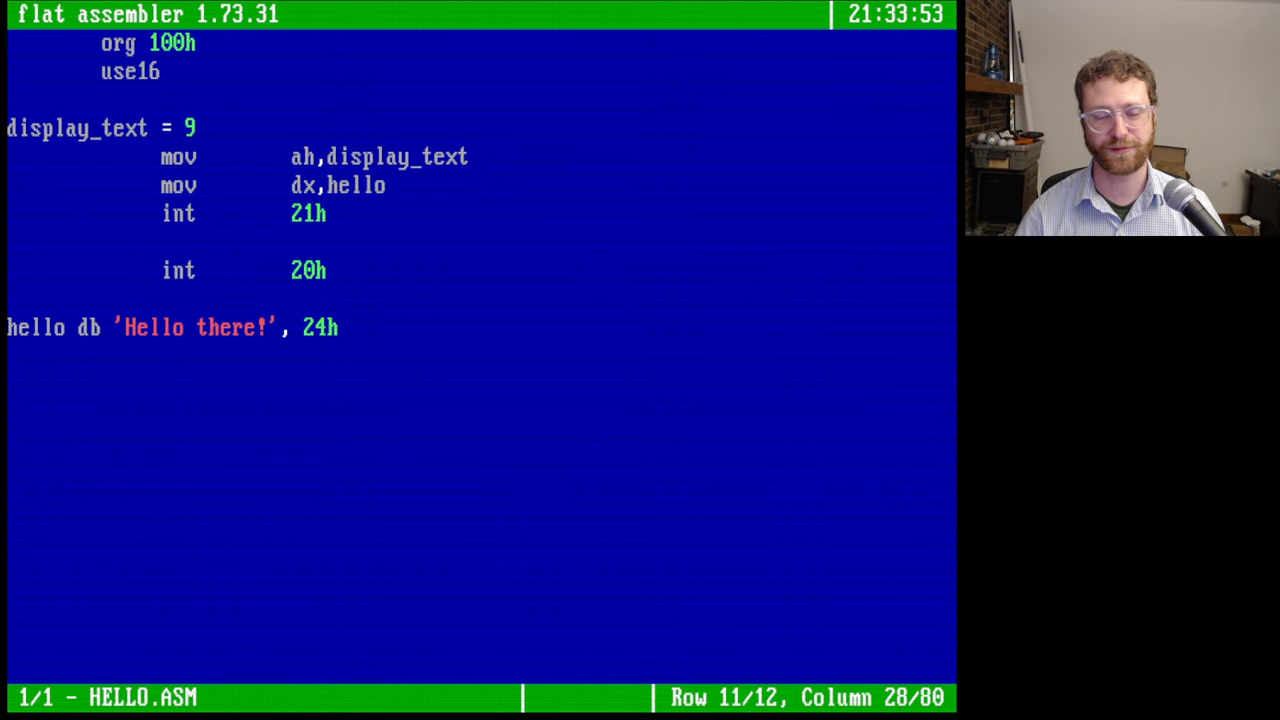 flat assembler 1.73.31 21:33:53
org 100h
use16
display_text = 9
mov ah,display_text
mov dx,hello
int 21h
int 20h
hello db 'Hello there!', 24h
1/1 - HELLO.ASM Row 11/12, Column 28/80